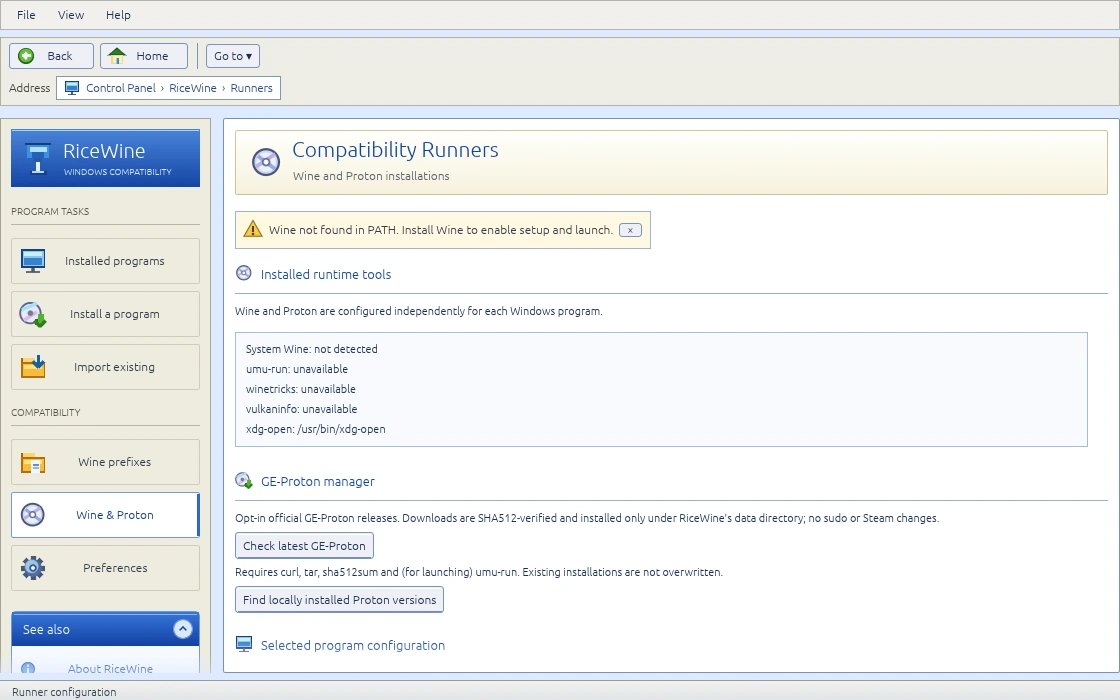 File View Help
Back Home Go to ▾
Address Control Panel › RiceWine › Runners
RiceWine
WINDOWS COMPATIBILITY
PROGRAM TASKS
Installed programs
Install a program
Import existing
COMPATIBILITY
Wine prefixes
Wine & Proton
Preferences
See also
About RiceWine
Compatibility Runners
Wine and Proton installations
Wine not found in PATH. Install Wine to enable setup and launch. x
Installed runtime tools
Wine and Proton are configured independently for each Windows program.
System Wine: not detected
umu-run: unavailable
winetricks: unavailable
vulkaninfo: unavailable
xdg-open: /usr/bin/xdg-open
GE-Proton manager
Opt-in official GE-Proton releases. Downloads are SHA512-verified and installed only under RiceWine's data directory; no sudo or Steam changes.
Check latest GE-Proton
Requires curl, tar, sha512sum and (for launching) umu-run. Existing installations are not overwritten.
Find locally installed Proton versions
Selected program configuration
Runner configuration